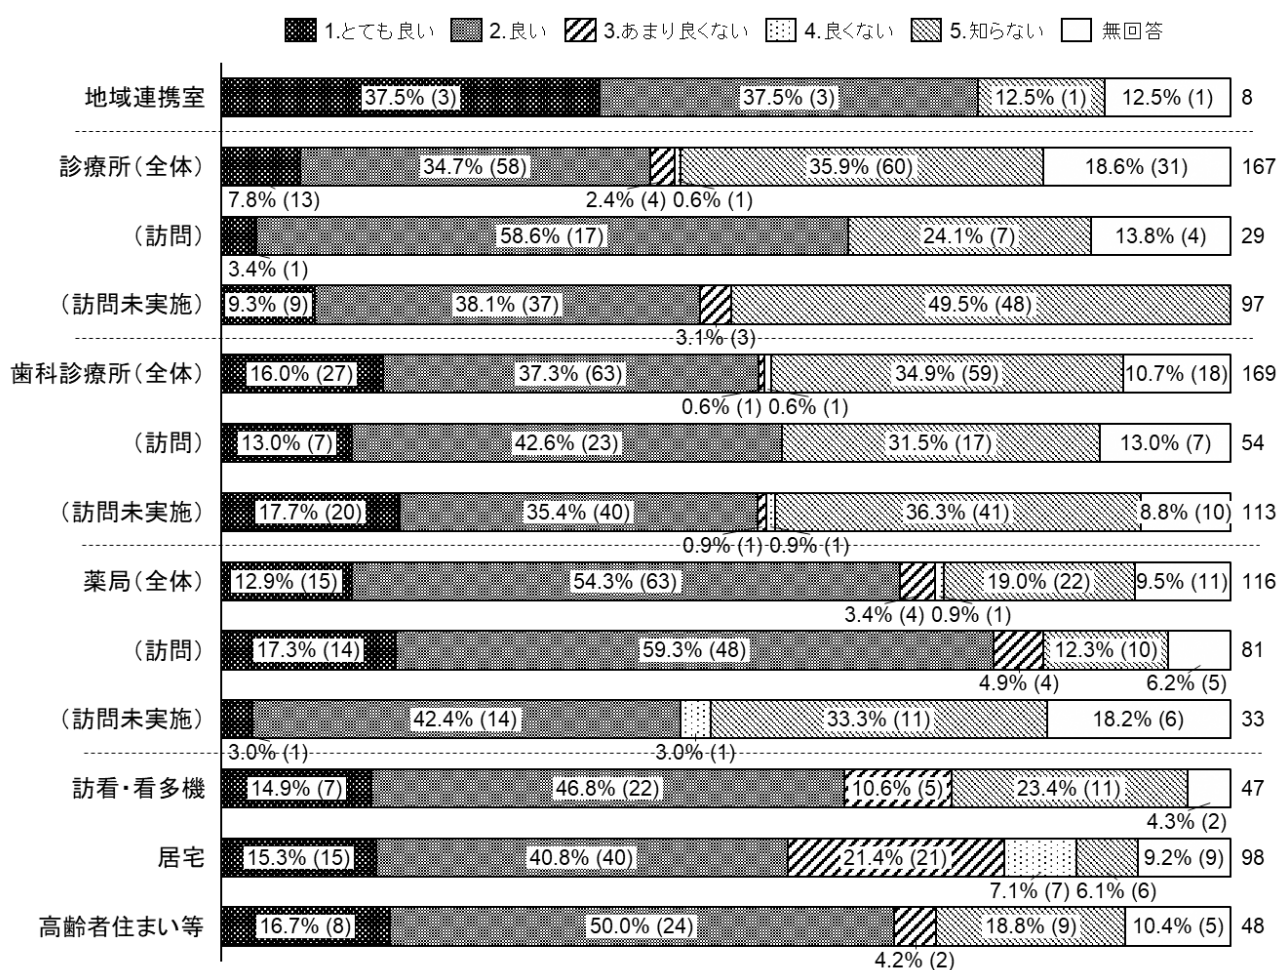 1.とても良い 2.良い 3.あまり良くない 4.良くない 5.知らない 無回答
地域連携室 37.5% (3) 37.5% (3) 12.5% (1) 12.5% (1) 8
診療所(全体) 34.7% (58) 35.9% (60) 18.6% (31) 167
7.8% (13) 2.4% (4) 0.6% (1)
(訪問) 58.6% (17) 24.1% (7) 13.8% (4) 29
3.4% (1)
(訪問未実施) 9.3% (9) 38.1% (37) 49.5% (48) 97
3.1% (3)
歯科診療所(全体) 16.0% (27) 37.3% (63) 34.9% (59) 10.7% (18) 169
0.6% (1) 0.6% (1)
(訪問) 13.0% (7) 42.6% (23) 31.5% (17) 13.0% (7) 54
(訪問未実施) 17.7% (20) 35.4% (40) 36.3% (41) 8.8% (10) 113
0.9% (1) 0.9% (1)
薬局(全体) 12.9% (15) 54.3% (63) 19.0% (22) 9.5% (11) 116
3.4% (4) 0.9% (1)
(訪問) 17.3% (14) 59.3% (48) 12.3% (10) 81
4.9% (4) 6.2% (5)
(訪問未実施) 42.4% (14) 33.3% (11) 18.2% (6) 33
3.0% (1) 3.0% (1)
訪看・看多機 14.9% (7) 46.8% (22) 10.6% (5) 23.4% (11) 47
4.3% (2)
居宅 15.3% (15) 40.8% (40) 21.4% (21) 9.2% (9) 98
7.1% (7) 6.1% (6)
高齢者住まい等 16.7% (8) 50.0% (24) 18.8% (9) 10.4% (5) 48
4.2% (2)